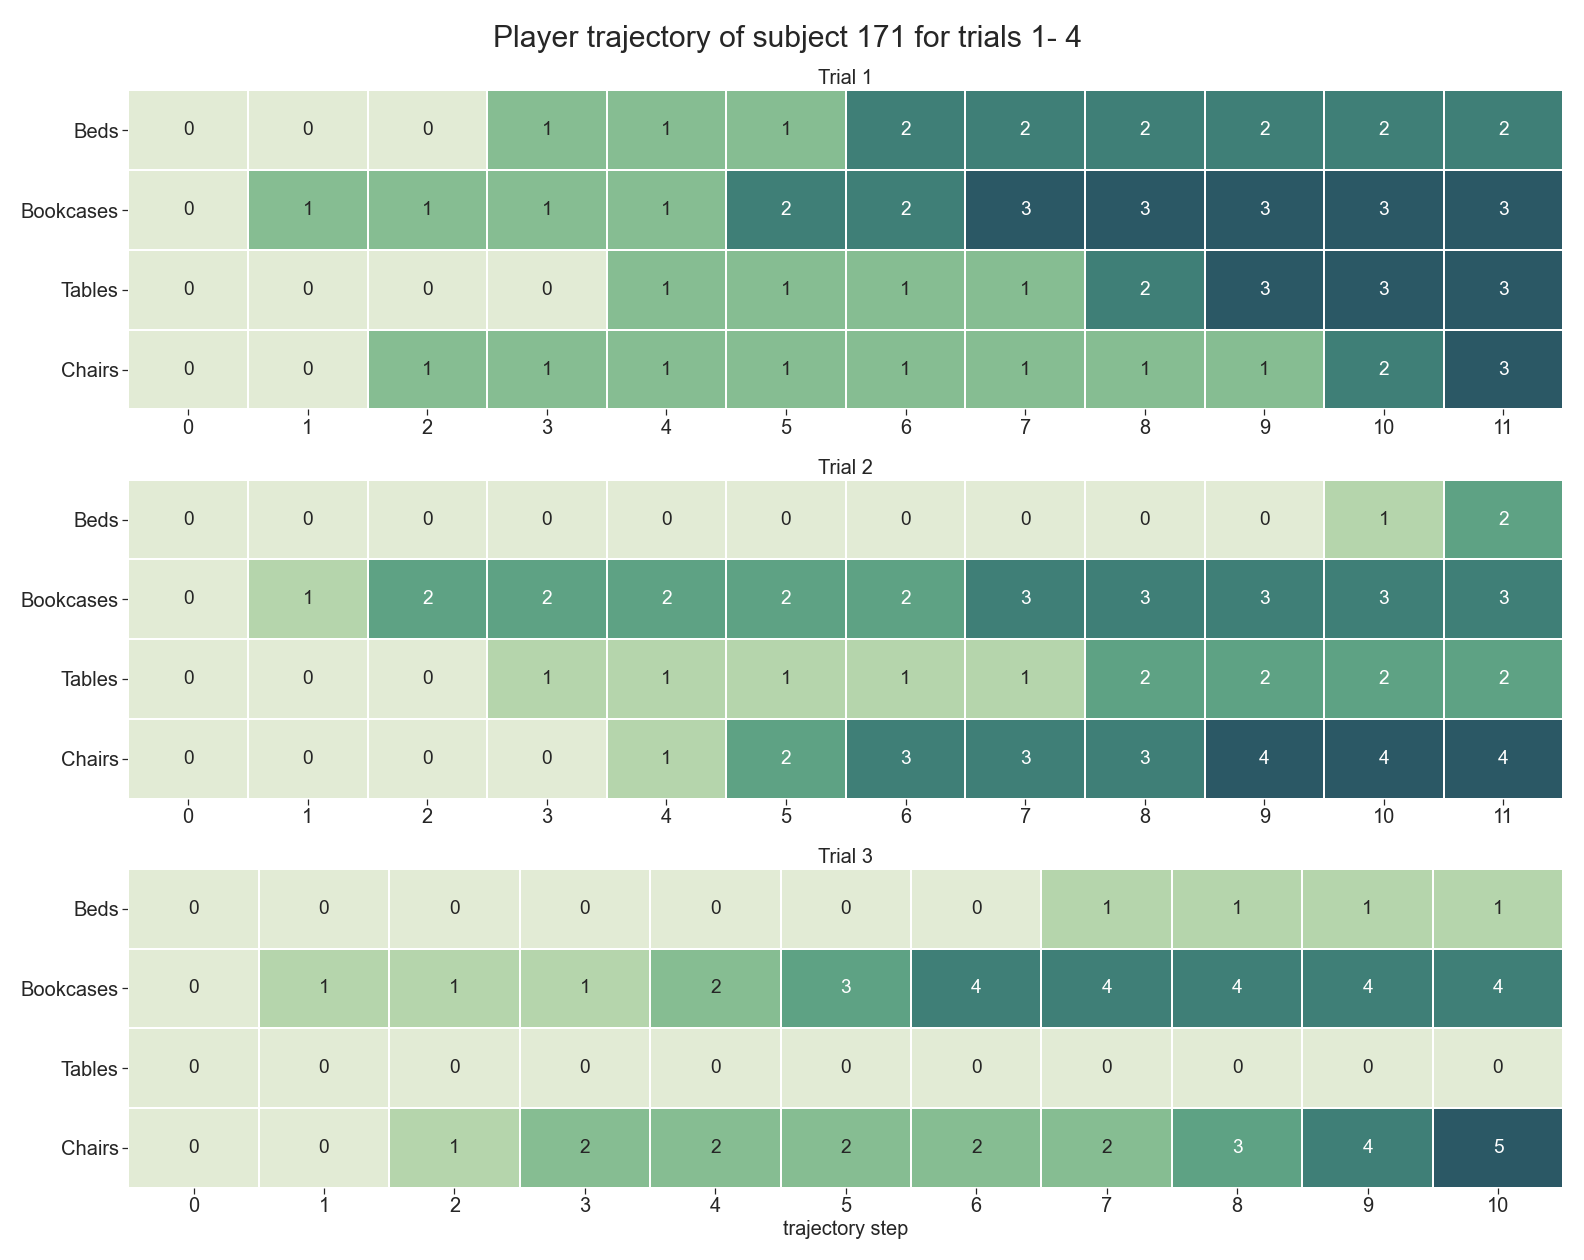 Player trajectory of subject 171 for trials 1- 4
Trial 1
Beds 0 0 0 1 1 1 2 2 2 2 2 2
Bookcases 0 1 1 1 1 2 2 3 3 3 3 3
Tables 0 0 0 0 1 1 1 1 2 3 3 3
Chairs 0 0 1 1 1 1 1 1 1 1 2 3
0 1 2 3 4 5 6 7 8 9 10 11
Trial 2
Beds 0 0 0 0 0 0 0 0 0 0 1 2
Bookcases 0 1 2 2 2 2 2 3 3 3 3 3
Tables 0 0 0 1 1 1 1 1 2 2 2 2
Chairs 0 0 0 0 1 2 3 3 3 4 4 4
0 1 2 3 4 5 6 7 8 9 10 11
Trial 3
Beds 0 0 0 0 0 0 0 1 1 1 1
Bookcases 0 1 1 1 2 3 4 4 4 4 4
Tables 0 0 0 0 0 0 0 0 0 0 0
Chairs 0 0 1 2 2 2 2 2 3 4 5
0 1 2 3 4 5 6 7 8 9 10
trajectory step